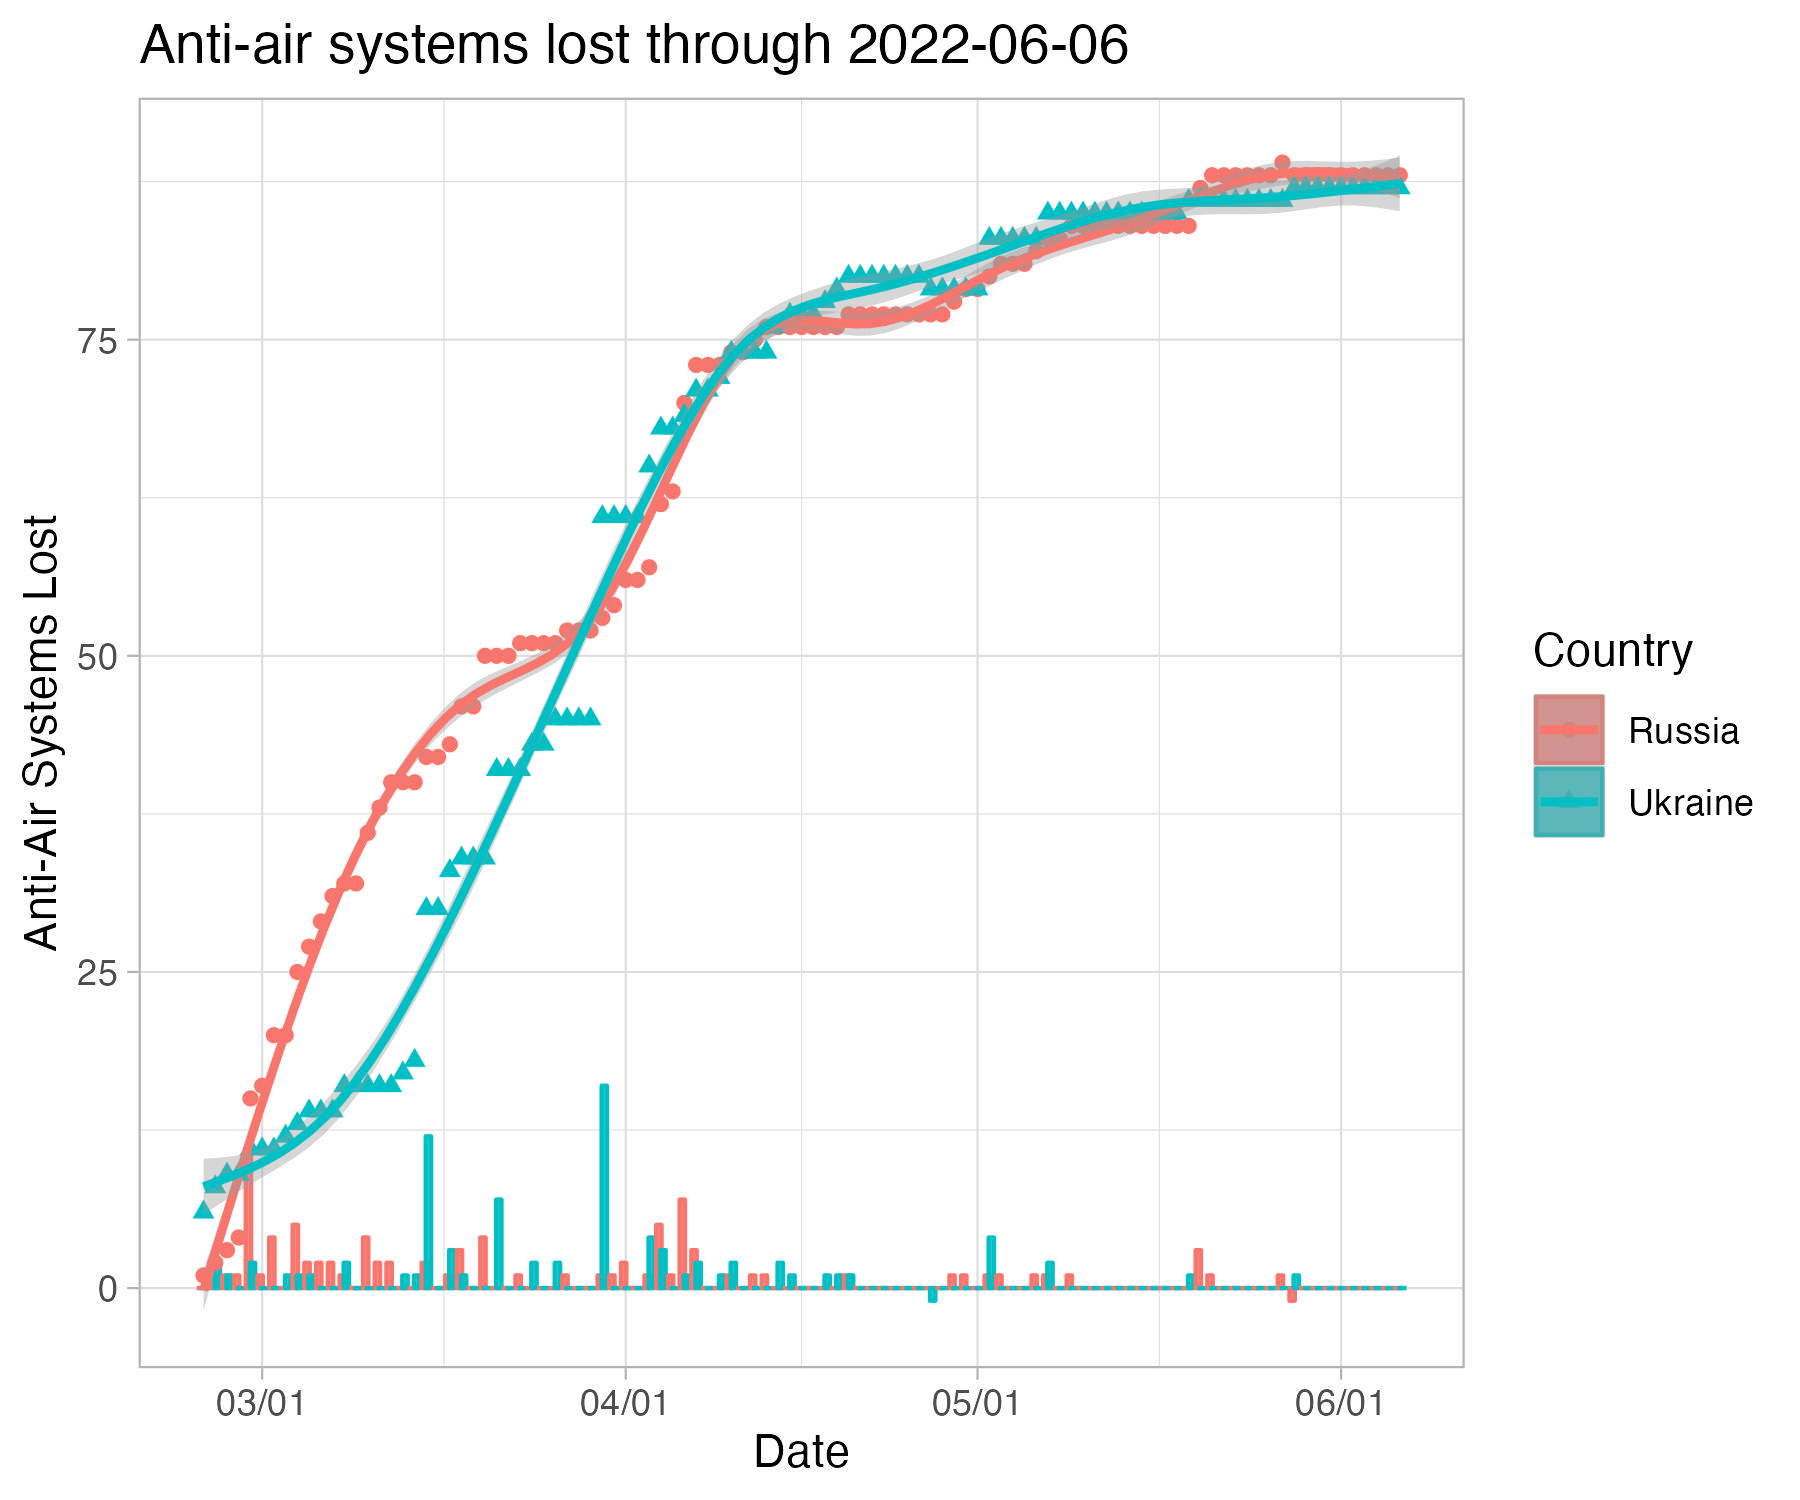 Anti-air systems lost through 2022-06-06
Anti-Air Systems Lost
75
50
25
0
03/01
04/01
05/01
06/01
Date
Country
Russia
Ukraine